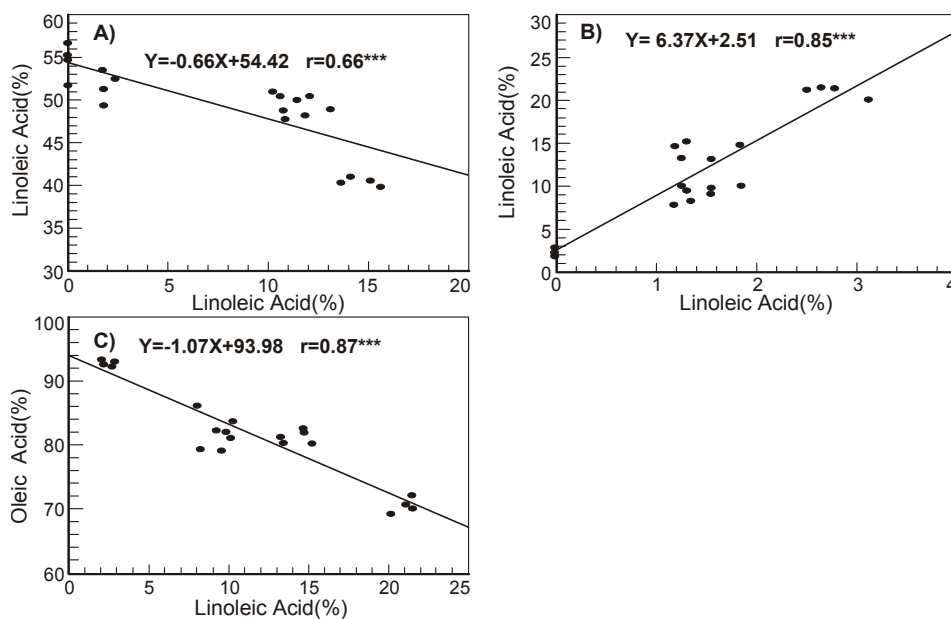 A)
Y=-0.66X+54.42 r=0.66***
Linoleic Acid(%)
60
55
50
45
40
35
30
0 5 10 15 20
Linoleic Acid(%)
B)
Y= 6.37X+2.51 r=0.85***
Linoleic Acid(%)
30
25
20
15
10
5
0
0 1 2 3 4
Linoleic Acid(%)
C)
Y=-1.07X+93.98 r=0.87***
Oleic Acid(%)
100
90
80
70
60
0 5 10 15 20 25
Linoleic Acid(%)